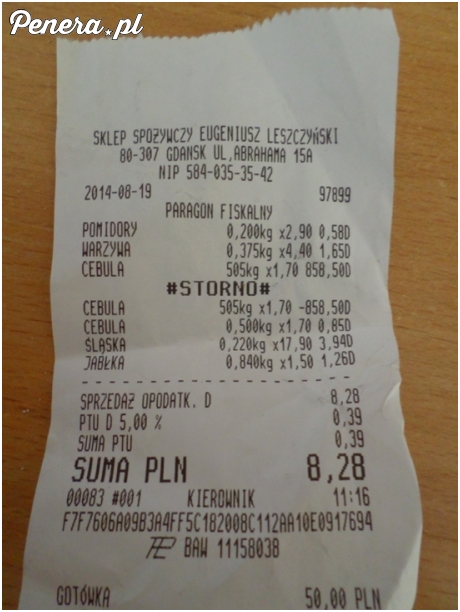 Penera.pl
SKLEP SPOŻYWCZY EUGENIUSZ LESZCZYŃSKI
80-307 GDAŃSK UL,ABRAHAMA 15A
NIP 584-035-35-42
2014-08-19 97899
PARAGON FISKALNY
POMIDORY 0,200kg x2,90 0,58D
WARZYWA 0,375kg x4,40 1,65D
CEBULA 505kg x1,70 858,50D
#STORNO#
CEBULA 505kg x1,70 -858,50D
CEBULA 0,500kg x1,70 0,85D
ŚLĄSKA 0,220kg x17,90 3,94D
JABŁKA 0,840kg x1,50 1,26D
--------------------------------
SPRZEDAŻ OPODATK. D 8,28
PTU D 5,00 % 0,39
SUMA PTU 0,39
SUMA PLN 8,28
00083 #001 KIEROWNIK 11:16
F7F7606A09B3A4FF5C182008C112AA10E0917694
BAW 11158038
GOTÓWKA 50,00 PLN